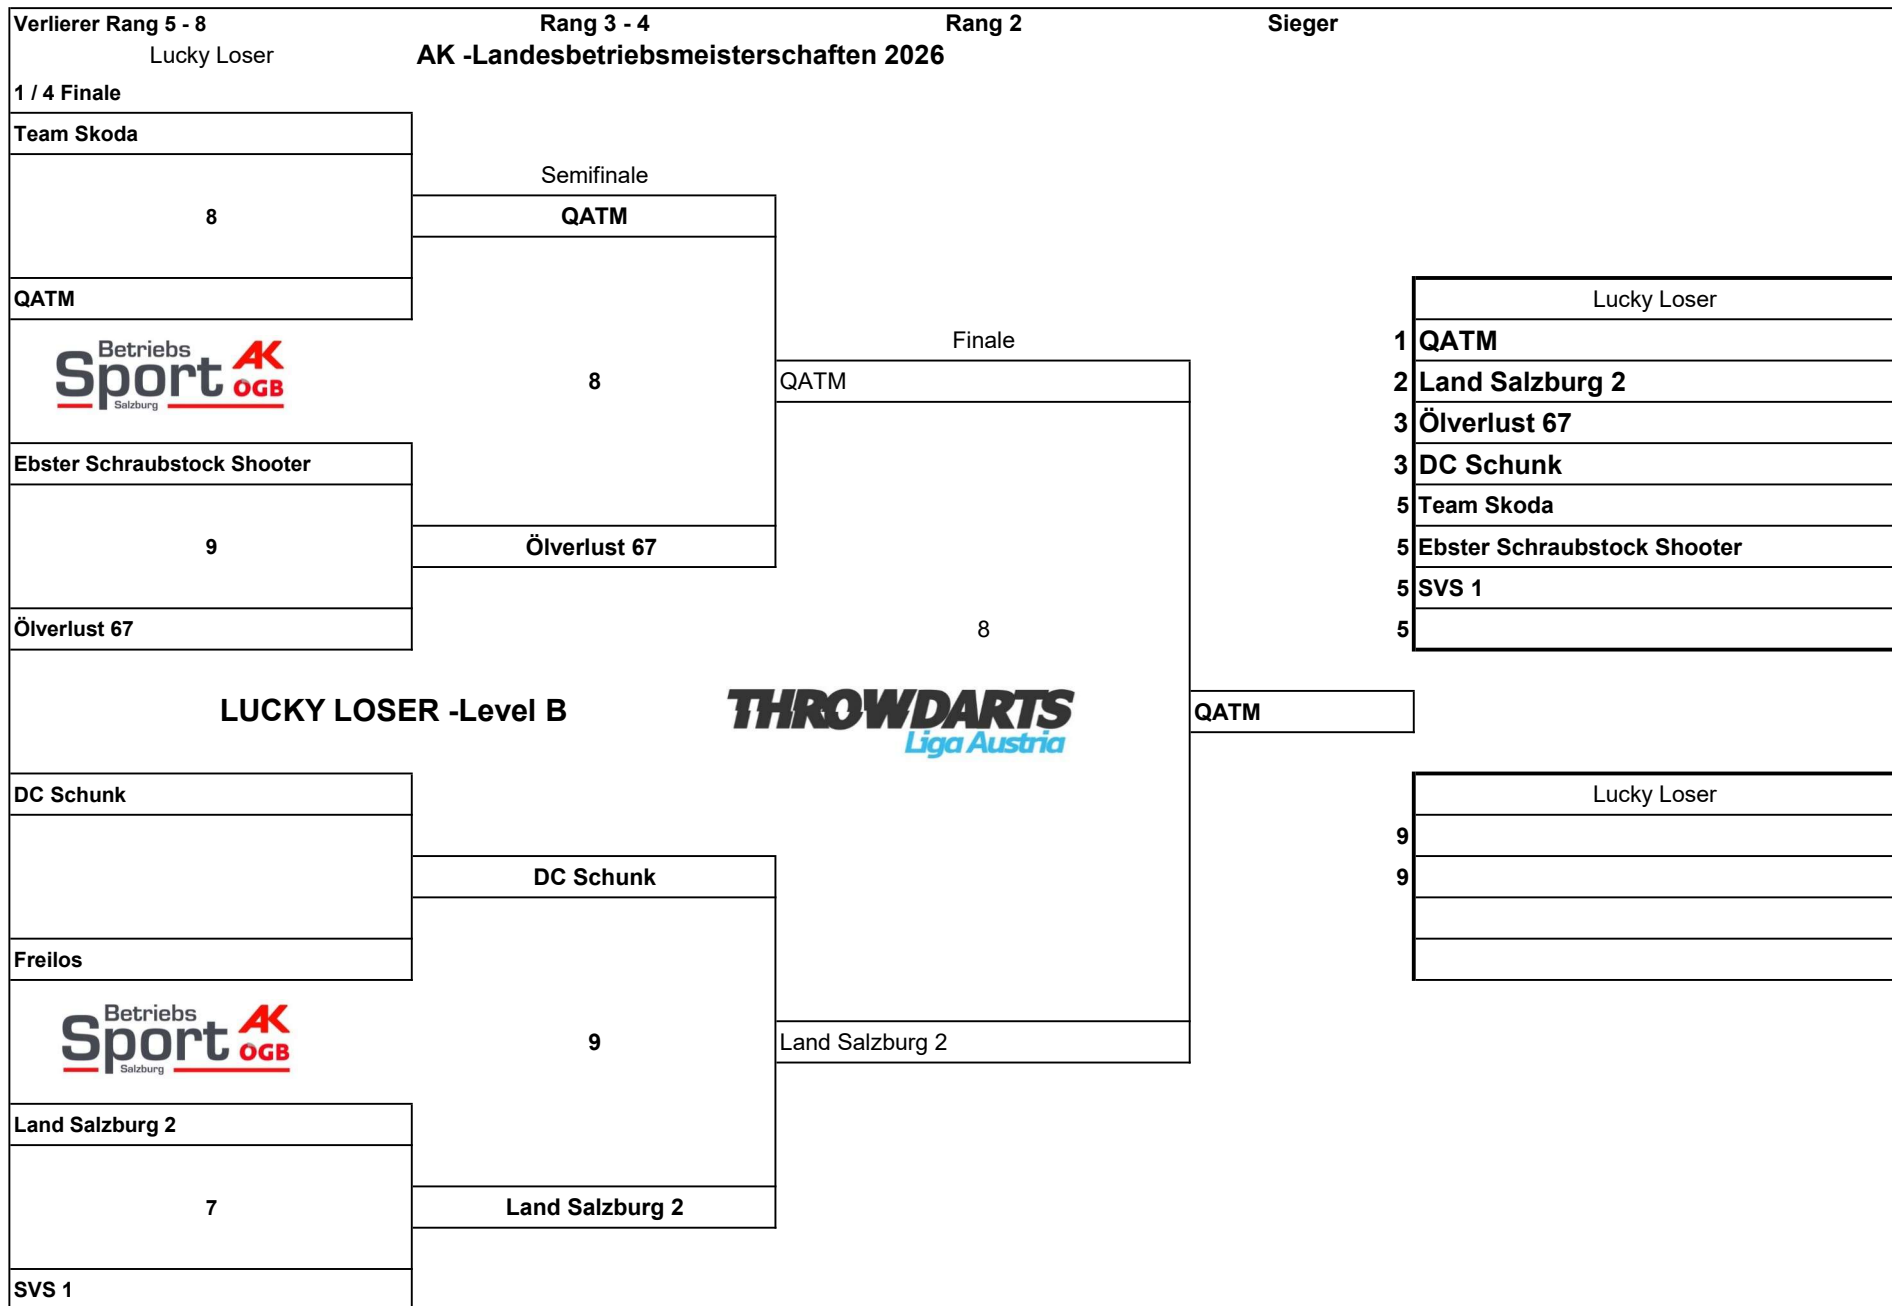 Verlierer Rang 5 - 8 Rang 3 - 4 Rang 2 Sieger
Lucky Loser AK -Landesbetriebsmeisterschaften 2026
1 / 4 Finale
Team Skoda
Semifinale
8 QATM
QATM Lucky Loser
Betriebs Sport Salzburg AK ÖGB
Finale 1 QATM
8 QATM 2 Land Salzburg 2
3 Ölverlust 67
Ebster Schraubstock Shooter 3 DC Schunk
5 Team Skoda
9 Ölverlust 67 5 Ebster Schraubstock Shooter
5 SVS 1
Ölverlust 67 8 5
LUCKY LOSER -Level B THROWDARTS QATM
Liga Austria
DC Schunk Lucky Loser
9
DC Schunk 9
Freilos
Betriebs Sport Salzburg AK ÖGB
9 Land Salzburg 2
Land Salzburg 2
7 Land Salzburg 2
SVS 1